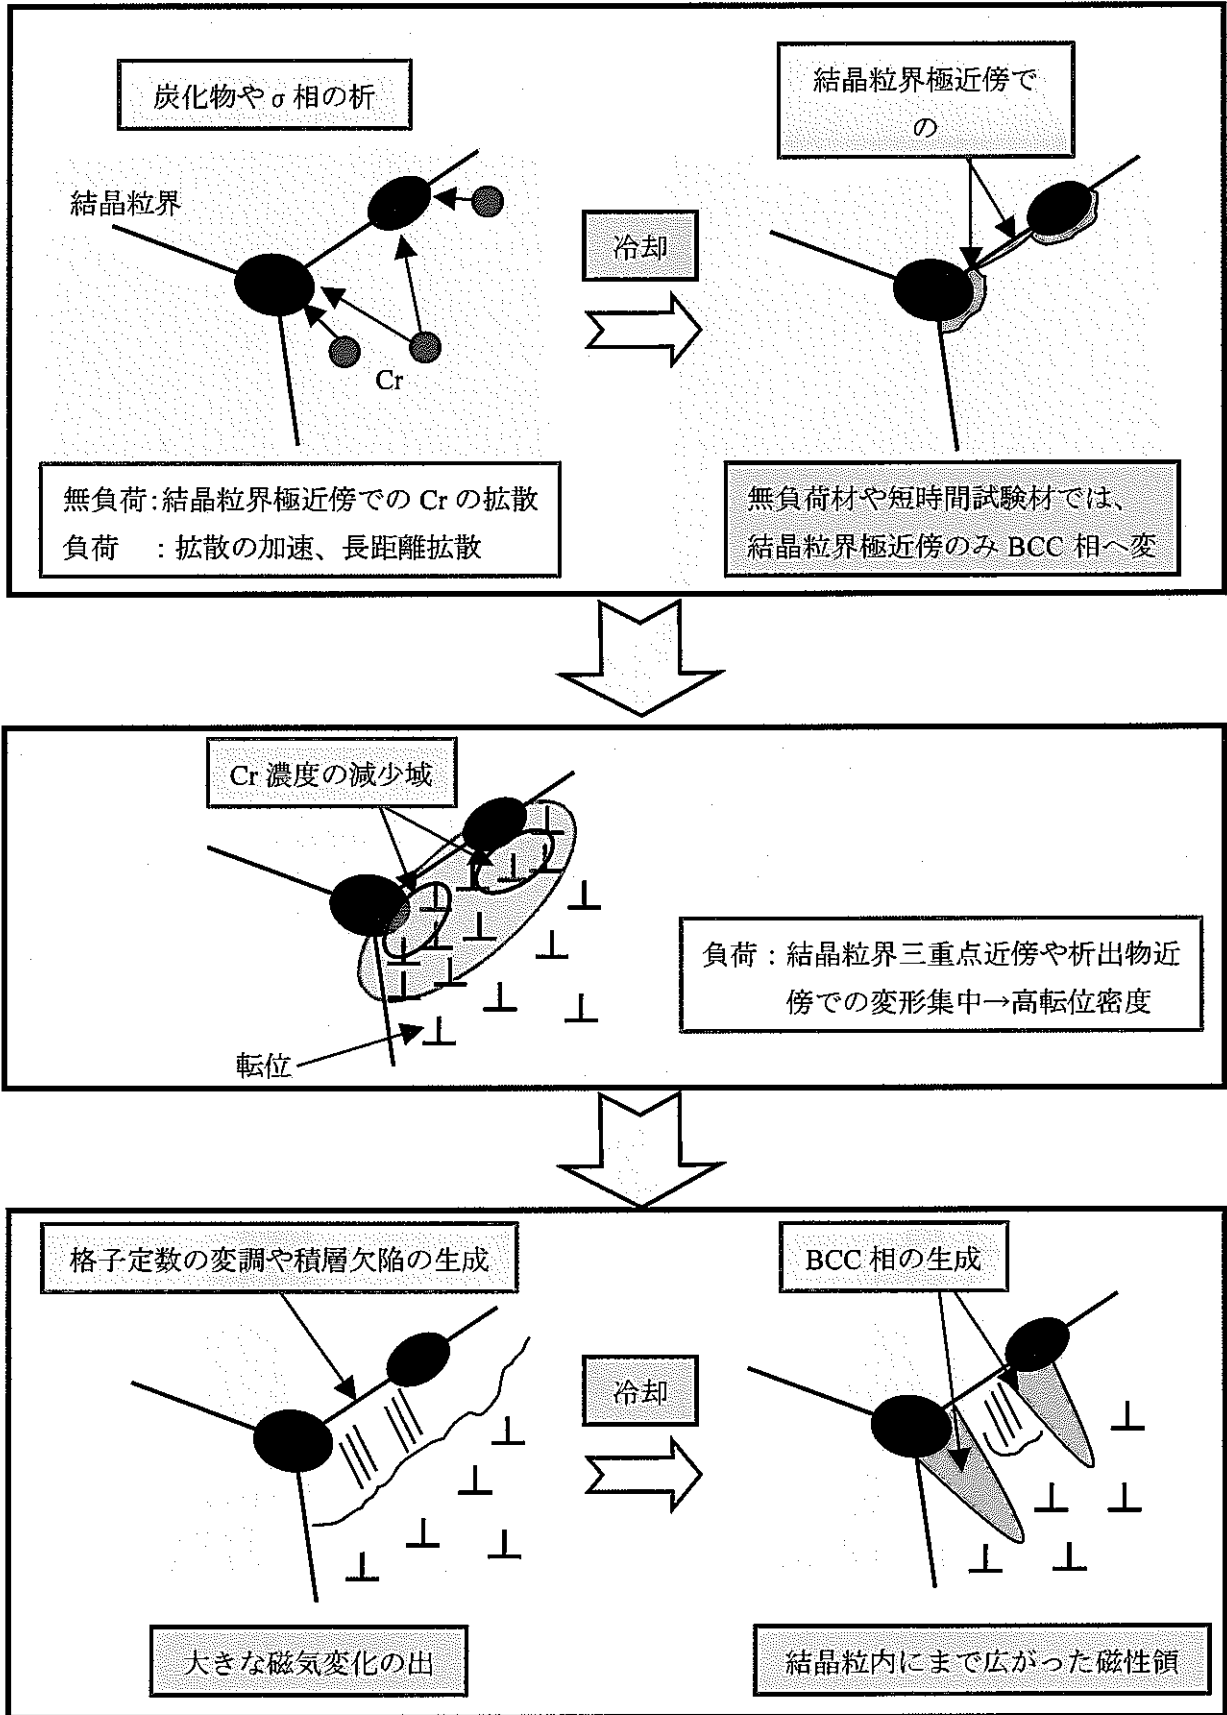 炭化物やσ相の析
結晶粒界極近傍で
の
結晶粒界
冷却
Cr
無負荷:結晶粒界極近傍での Cr の拡散
負荷 :拡散の加速、長距離拡散
無負荷材や短時間試験材では、
結晶粒界極近傍のみ BCC 相へ変
Cr 濃度の減少域
負荷:結晶粒界三重点近傍や析出物近
傍での変形集中→高転位密度
転位
格子定数の変調や積層欠陥の生成
BCC 相の生成
冷却
大きな磁気変化の出
結晶粒内にまで広がった磁性領